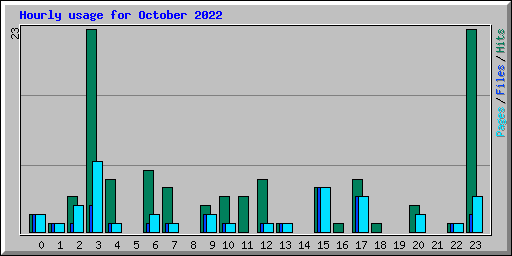 Hourly usage for October 2022
23
Pages / Files / Hits
0 1 2 3 4 5 6 7 8 9 10 11 12 13 14 15 16 17 18 19 20 21 22 23